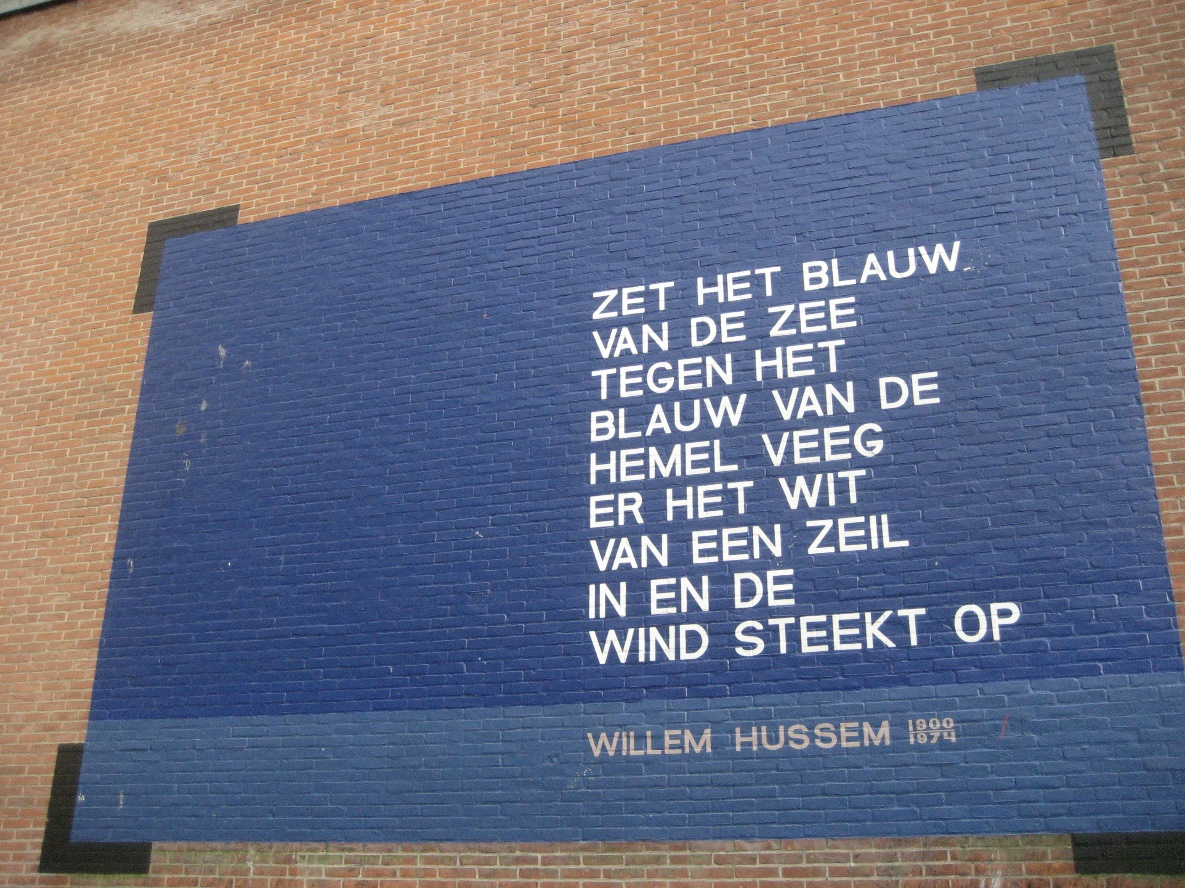 ZET HET BLAUW
VAN DE ZEE
TEGEN HET
BLAUW VAN DE
HEMEL VEEG
ER HET WIT
VAN EEN ZEIL
IN EN DE
WIND STEEKT OP
WILLEM HUSSEM 1900 1974